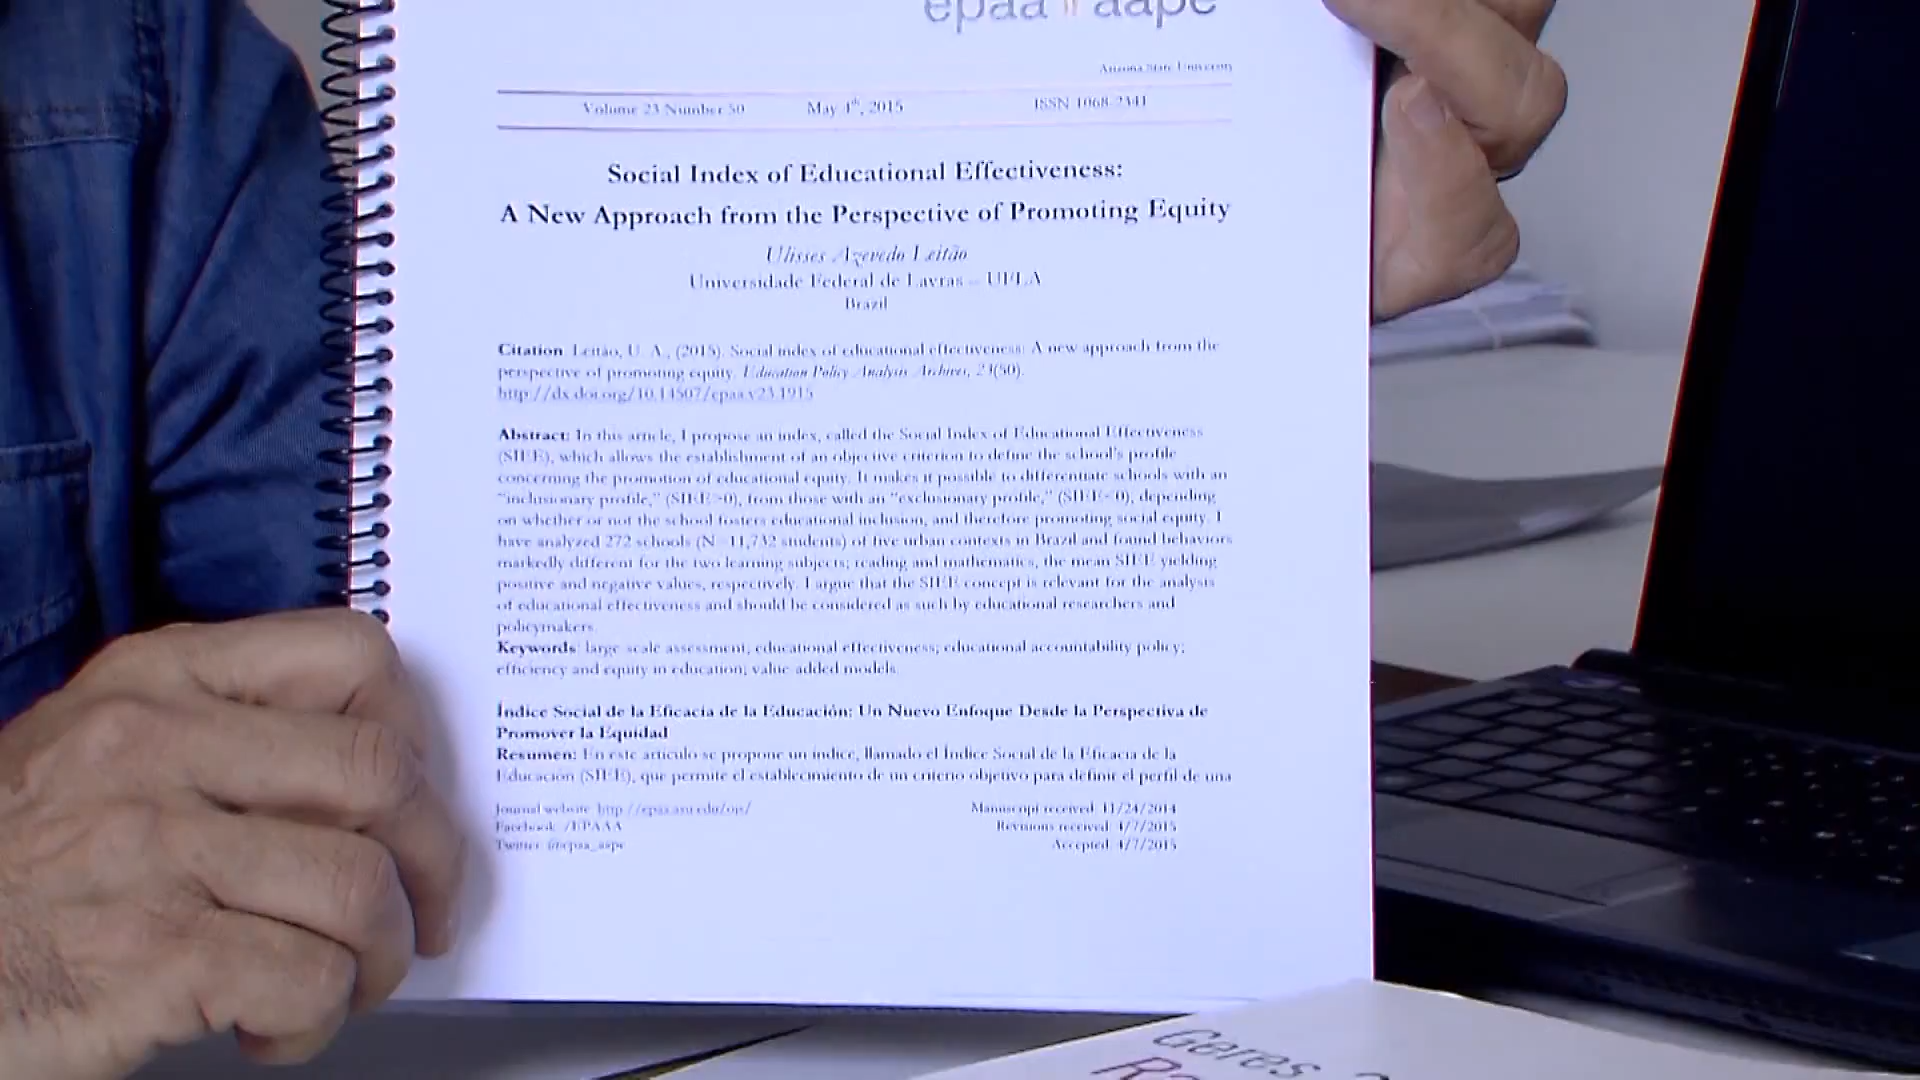 epaa aape
Arizona State University
Volume 23 Number 50 May 4th, 2015 ISSN 1068-2341
Social Index of Educational Effectiveness:
A New Approach from the Perspective of Promoting Equity
Ulisses Azevedo Leitão
Universidade Federal de Lavras – UFLA
Brazil
Citation: Leitão, U. A., (2015). Social index of educational effectiveness: A new approach from the
perspective of promoting equity. Education Policy Analysis Archives, 23(50).
http://dx.doi.org/10.14507/epaa.v23.1915
Abstract: In this article, I propose an index, called the Social Index of Educational Effectiveness
(SIEE), which allows the establishment of an objective criterion to define the school's profile
concerning the promotion of educational equity. It makes it possible to differentiate schools with an
"inclusionary profile," (SIEE>0), from those with an "exclusionary profile," (SIEE<0), depending
on whether or not the school fosters educational inclusion, and therefore promoting social equity. I
have analyzed 272 schools (N=11,732 students) of five urban contexts in Brazil and found behaviors
markedly different for the two learning subjects; reading and mathematics, the mean SIEE yielding
positive and negative values, respectively. I argue that the SIEE concept is relevant for the analysis
of educational effectiveness and should be considered as such by educational researchers and
policymakers.
Keywords: large scale assessment; educational effectiveness; educational accountability policy;
efficiency and equity in education; value added models.
Índice Social de la Eficacia de la Educación: Un Nuevo Enfoque Desde la Perspectiva de
Promover la Equidad
Resumen: En este artículo se propone un índice, llamado el Índice Social de la Eficacia de la
Educación (SIEE), que permite el establecimiento de un criterio objetivo para definir el perfil de una
Journal website: http://epaa.asu.edu/ojs/ Manuscript received: 11/24/2014
Facebook: /EPAAA Revisions received: 4/7/2015
Twitter: @epaa_aape Accepted: 4/7/2015
Geres